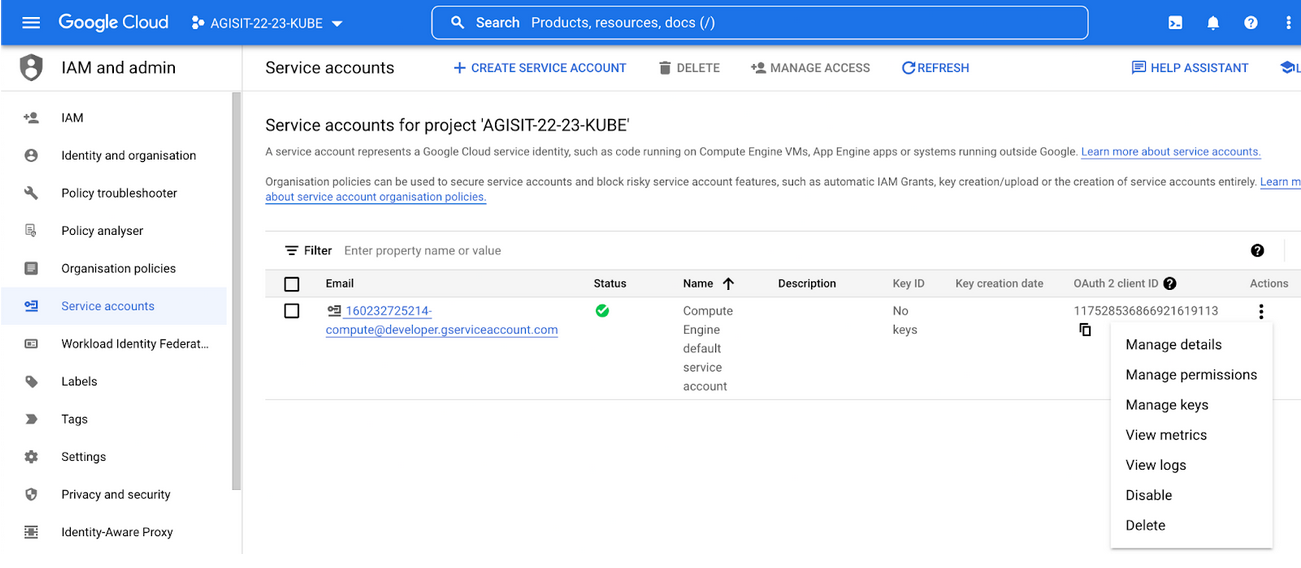 Google Cloud AGISIT-22-23-KUBE Search Products, resources, docs (/)
IAM and admin
Service accounts
CREATE SERVICE ACCOUNT
DELETE
MANAGE ACCESS
REFRESH
HELP ASSISTANT
L
IAM
Identity and organisation
Policy troubleshooter
Policy analyser
Organisation policies
Service accounts
Workload Identity Federat...
Labels
Tags
Settings
Privacy and security
Identity-Aware Proxy
Service accounts for project 'AGISIT-22-23-KUBE'
A service account represents a Google Cloud service identity, such as code running on Compute Engine VMs, App Engine apps or systems running outside Google. Learn more about service accounts.
Organisation policies can be used to secure service accounts and block risky service account features, such as automatic IAM Grants, key creation/upload or the creation of service accounts entirely. Learn m
about service account organisation policies.
Filter Enter property name or value
Email Status Name Description Key ID Key creation date OAuth 2 client ID Actions
160232725214-
compute@developer.gserviceaccount.com
Compute
Engine
default
service
account
No
keys
117528536866921619113
Manage details
Manage permissions
Manage keys
View metrics
View logs
Disable
Delete